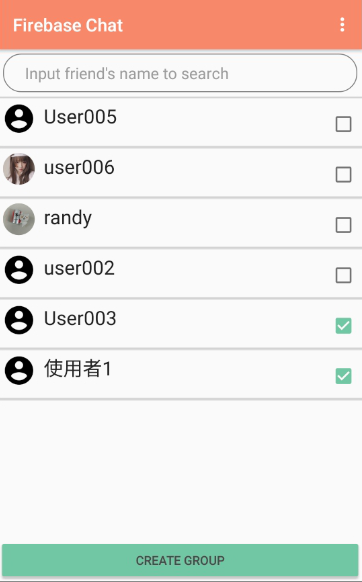 Firebase Chat
Input friend's name to search
User005
user006
randy
user002
User003
使用者1
CREATE GROUP